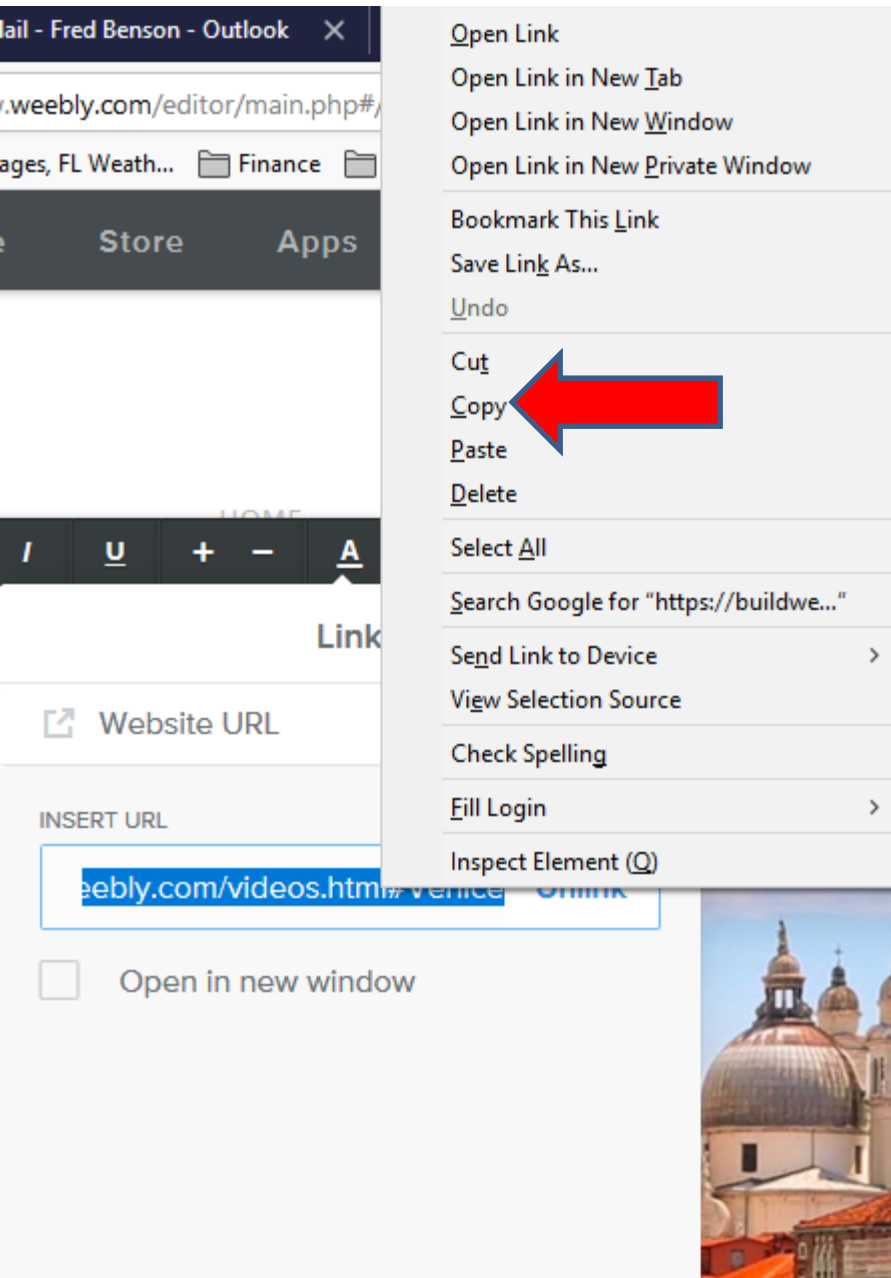 ail - Fred Benson - Outlook ×
.weebly.com/editor/main.php#/
ages, FL Weath... Finance
e Store Apps
HOME
I U + − A
Link
Website URL
INSERT URL
eebly.com/videos.html#Venice Unlink
Open in new window
Open Link
Open Link in New Tab
Open Link in New Window
Open Link in New Private Window
Bookmark This Link
Save Link As...
Undo
Cut
Copy
Paste
Delete
Select All
Search Google for “https://buildwe...”
Send Link to Device >
View Selection Source
Check Spelling
Fill Login >
Inspect Element (Q)